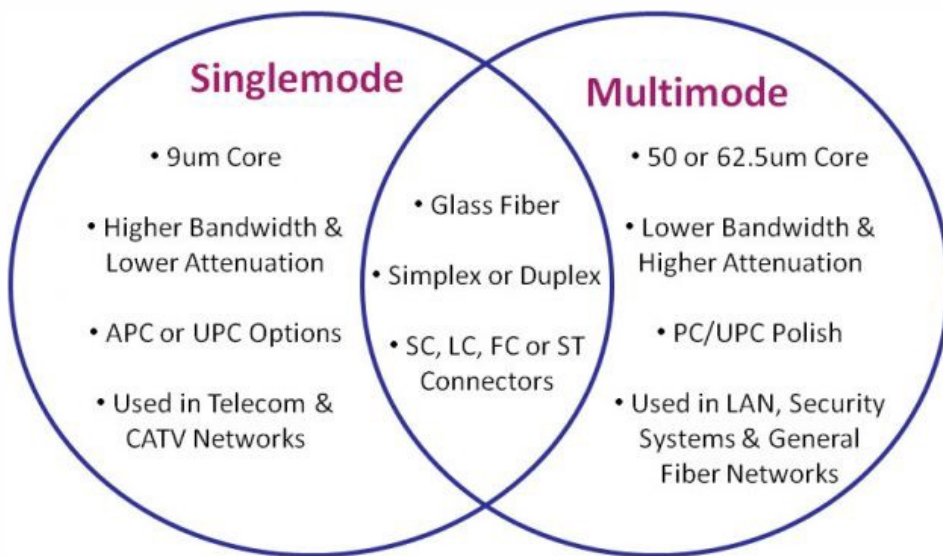 Singlemode
• 9um Core
• Higher Bandwidth &
Lower Attenuation
• APC or UPC Options
• Used in Telecom &
CATV Networks
• Glass Fiber
• Simplex or Duplex
• SC, LC, FC or ST
Connectors
Multimode
• 50 or 62.5um Core
• Lower Bandwidth &
Higher Attenuation
• PC/UPC Polish
• Used in LAN, Security
Systems & General
Fiber Networks